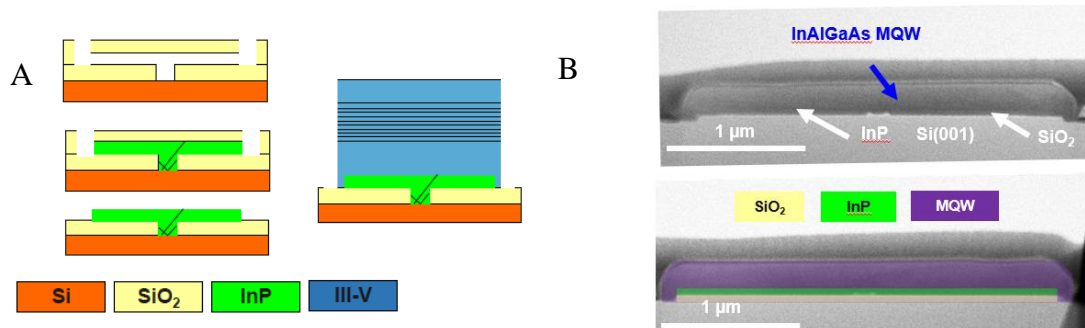 A
Si
SiO₂
InP
III-V
B
InAlGaAs MQW
1 µm
InP
Si(001)
SiO₂
SiO₂
InP
MQW
1 µm